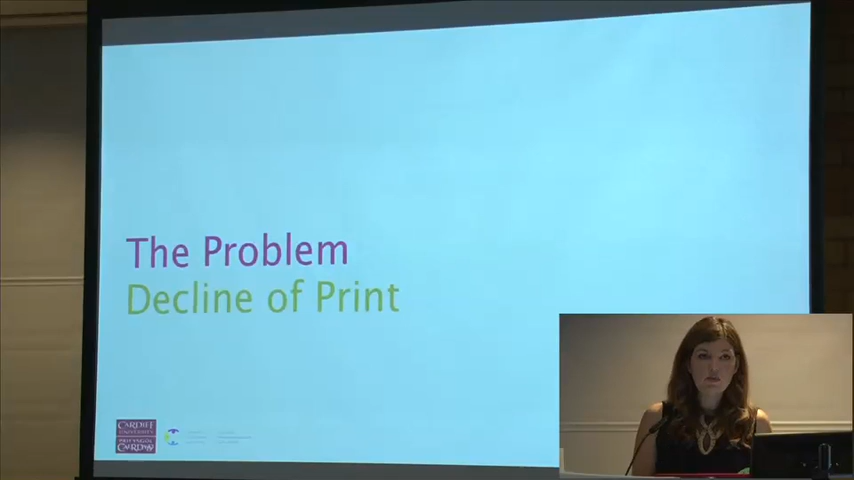 The Problem
Decline of Print
CARDIFF
UNIVERSITY
PRIFYSGOL
CAERDYDD